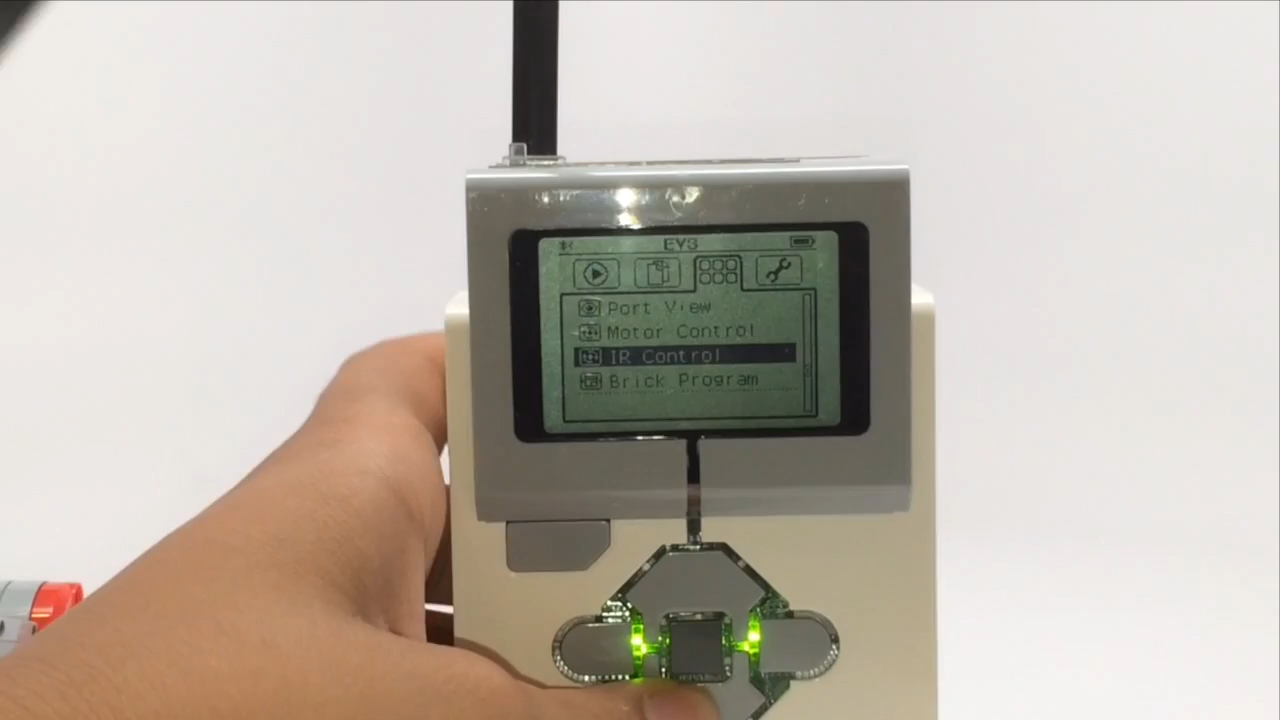 EV3
Port View
Motor Control
IR Control
Brick Program